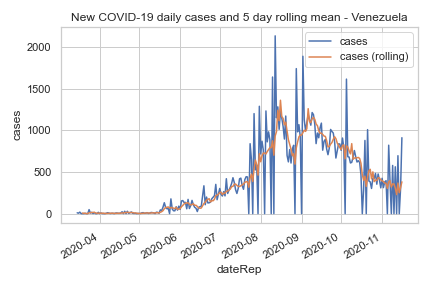 New COVID-19 daily cases and 5 day rolling mean - Venezuela
cases
cases (rolling)
2000
1500
1000
500
0
cases
2020-04
2020-05
2020-06
2020-07
2020-08
2020-09
2020-10
2020-11
dateRep